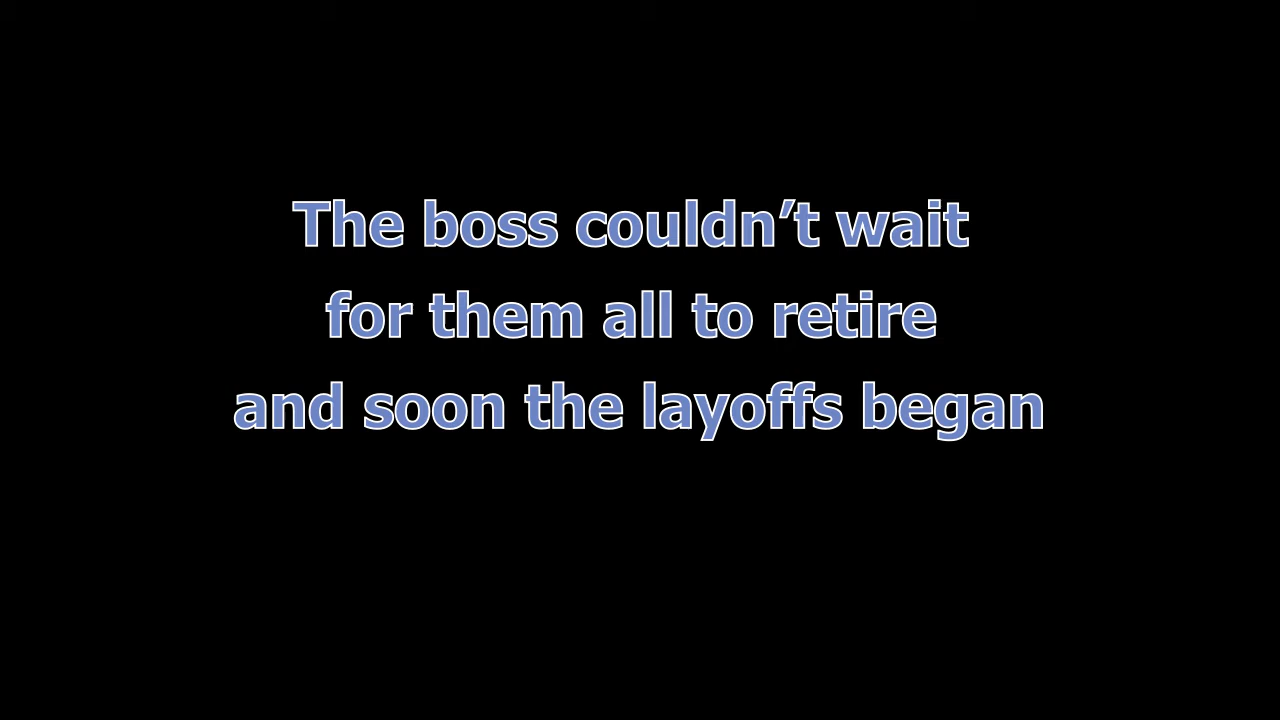 The boss couldn’t wait
for them all to retire
and soon the layoffs began